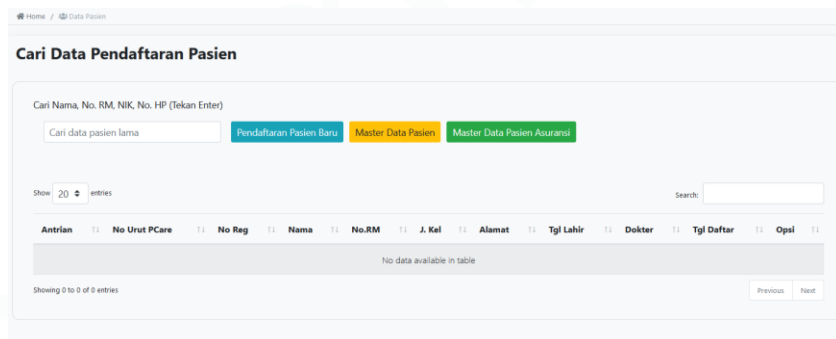 Home / Data Pasien
Cari Data Pendaftaran Pasien
Cari Nama, No. RM, NIK, No. HP (Tekan Enter)
Cari data pasien lama Pendaftaran Pasien Baru Master Data Pasien Master Data Pasien Asuransi
Show 20 entries Search:
Antrian No Urut PCare No Reg Nama No.RM J. Kel Alamat Tgl Lahir Dokter Tgl Daftar Opsi
No data available in table
Showing 0 to 0 of 0 entries Previous Next